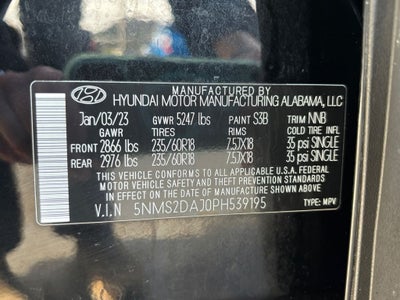 MANUFACTURED BY
HYUNDAI MOTOR MANUFACTURING ALABAMA, LLC
Jan/03/23 GVWR 5247 lbs PAINT S3B TRIM NNB
GAWR TIRES RIMS COLD TIRE INFL
FRONT 2866 lbs 235/60R18 7.5JX18 35 psi SINGLE
REAR 2976 lbs 235/60R18 7.5JX18 35 psi SINGLE
THIS VEHICLE CONFORMS TO ALL APPLICABLE FEDERAL
MOTOR VEHICLE SAFETY AND THEFT PREVENTION STANDARDS
IN EFFECT ON THE DATE OF MANUFACTURE SHOWN ABOVE.
V.I.N 5NMS2DAJ0PH539195 TYPE: MPV